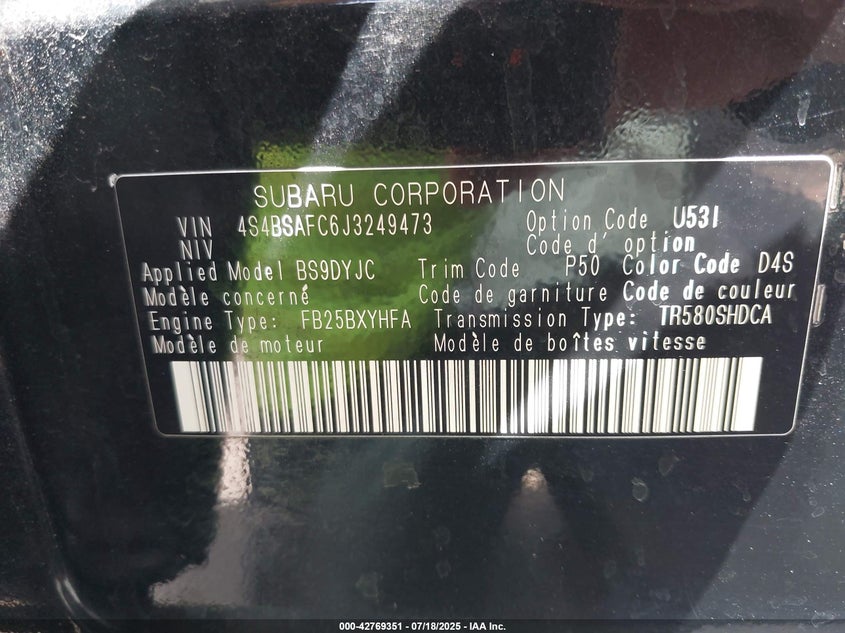 SUBARU CORPORATION
VIN 4S4BSAFC6J3249473 Option Code U53I
NIV Code d'option
Applied Model BS9DYJC Trim Code P50 Color Code D4S
Modèle concerné Code de garniture Code de couleur
Engine Type: FB25BXYHFA Transmission Type: TR580SHDCA
Modèle de moteur Modèle de boîtes vitesse
000-42769351 | 07/18/2025 - IAA Inc.